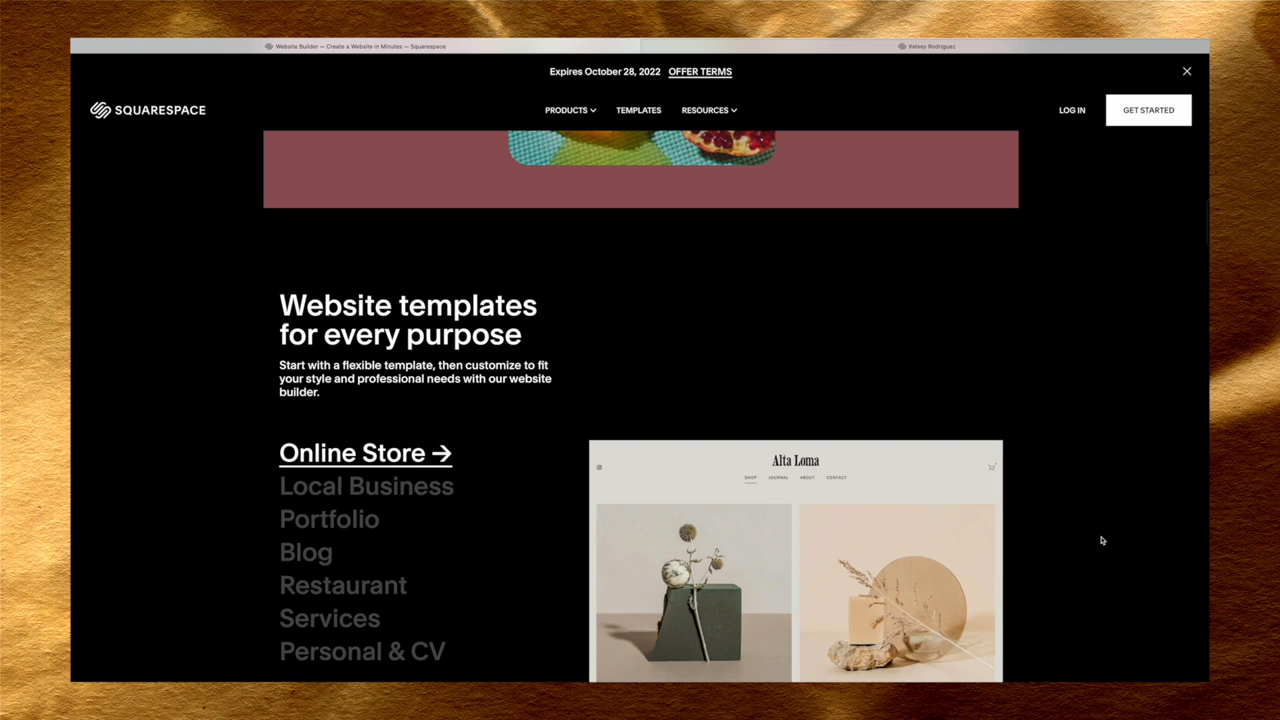 Website Builder — Create a Website in Minutes — Squarespace
Kelsey Rodriguez
Expires October 28, 2022 OFFER TERMS
SQUARESPACE
PRODUCTS
TEMPLATES
RESOURCES
LOG IN
GET STARTED
Website templates
for every purpose
Start with a flexible template, then customize to fit
your style and professional needs with our website
builder.
Online Store →
Local Business
Portfolio
Blog
Restaurant
Services
Personal & CV
Alta Loma
SHOP JOURNAL ABOUT CONTACT